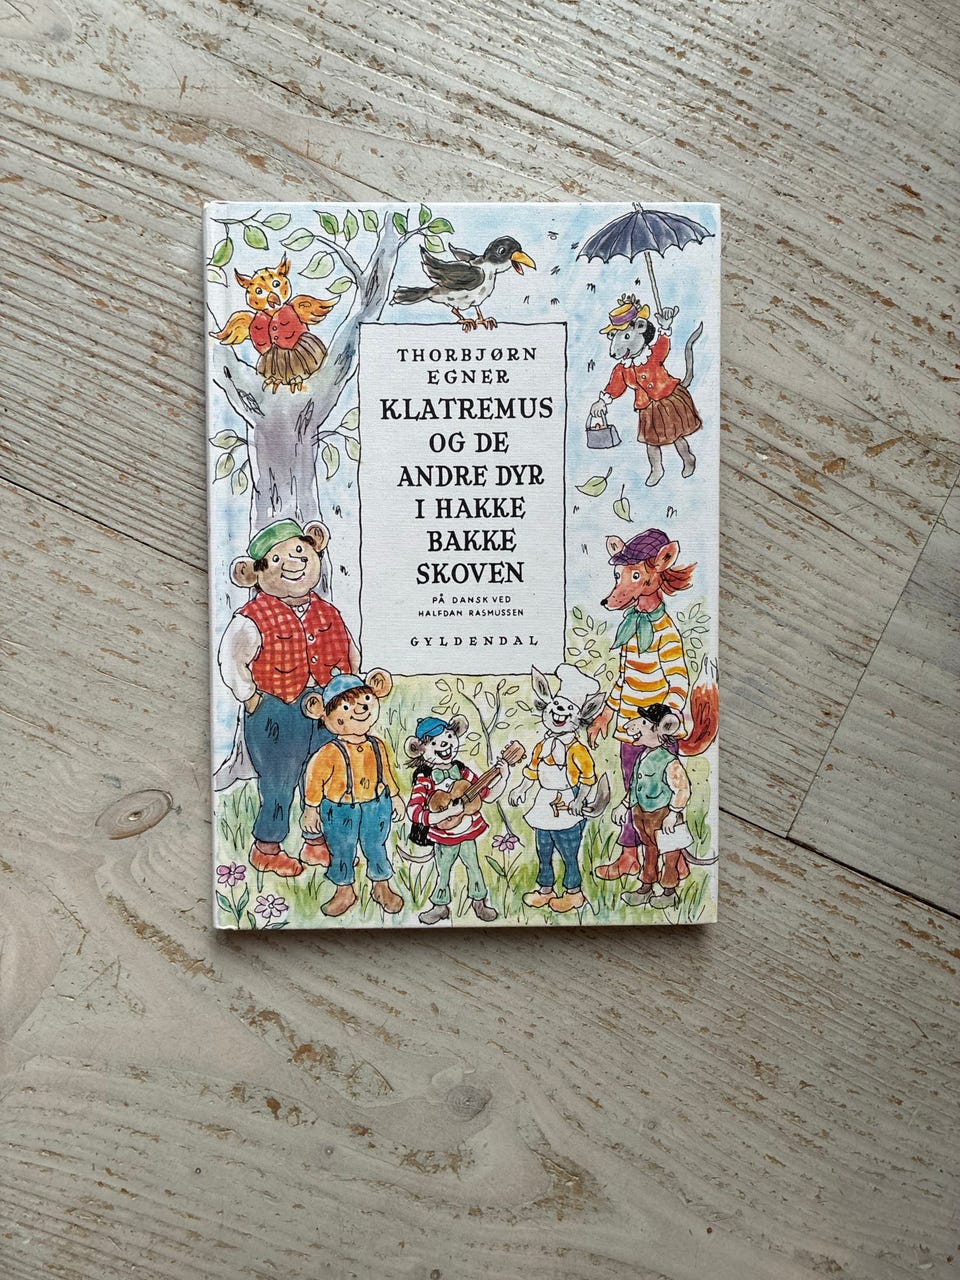 THORBJØRN
EGNER
KLATREMUS
OG DE
ANDRE DYR
I HAKKE
BAKKE
SKOVEN
PÅ DANSK VED
HALFDAN RASMUSSEN
GYLDENDAL